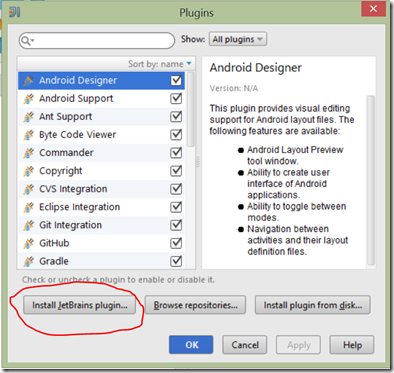 Plugins
Show: All plugins
Sort by: name
Android Designer
Android Support
Ant Support
Byte Code Viewer
Commander
Copyright
CVS Integration
Eclipse Integration
Git Integration
GitHub
Gradle
Android Designer
Version: N/A
This plugin provides visual editing
support for Android layout files. The
following features are available:
Android Layout Preview
tool window.
Ability to create user
interface of Android
applications.
Ability to toggle between
modes.
Navigation between
activities and their layout
definition files.
Check or uncheck a plugin to enable or disable it.
Install JetBrains plugin...
Browse repositories...
Install plugin from disk...
OK
Cancel
Apply
Help